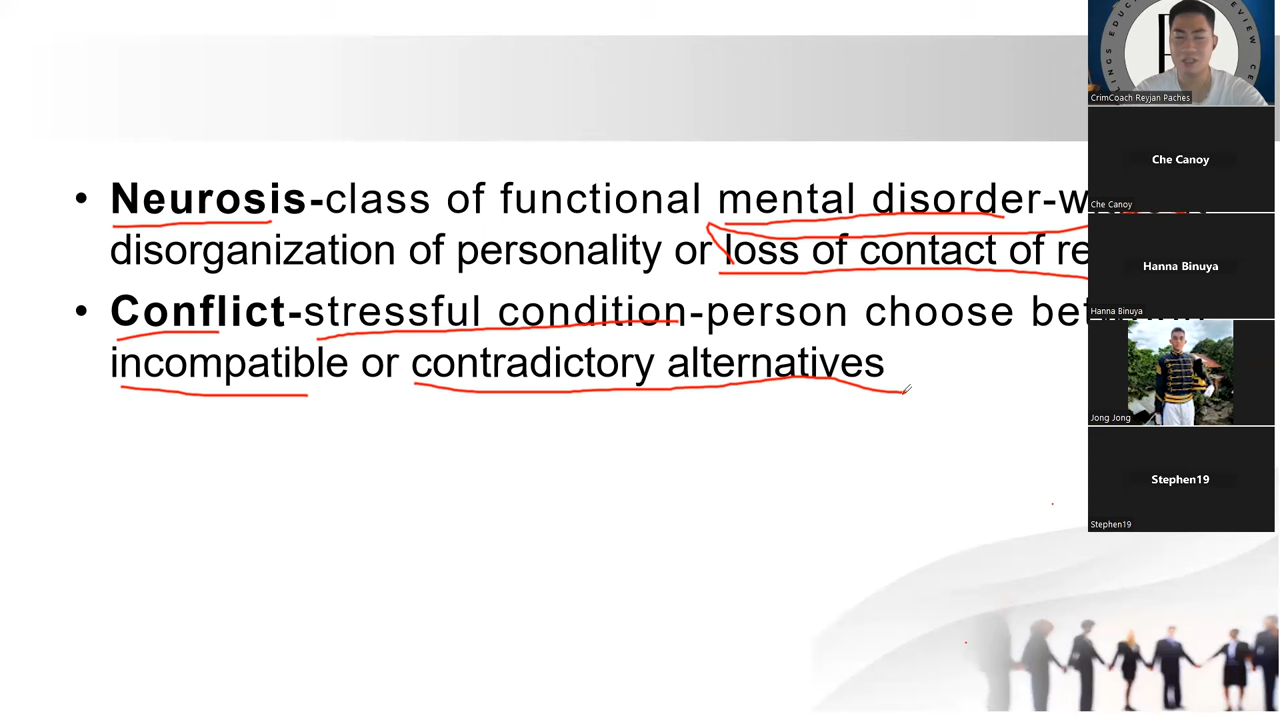 • Neurosis-class of functional mental disorder-
disorganization of personality or loss of contact of
• Conflict-stressful condition-person choose
incompatible or contradictory alternatives
CrimCoach Reyjan Paches
Che Canoy
Che Canoy
Hanna Binuya
Hanna Binuya
Jong Jong
Stephen19
Stephen19